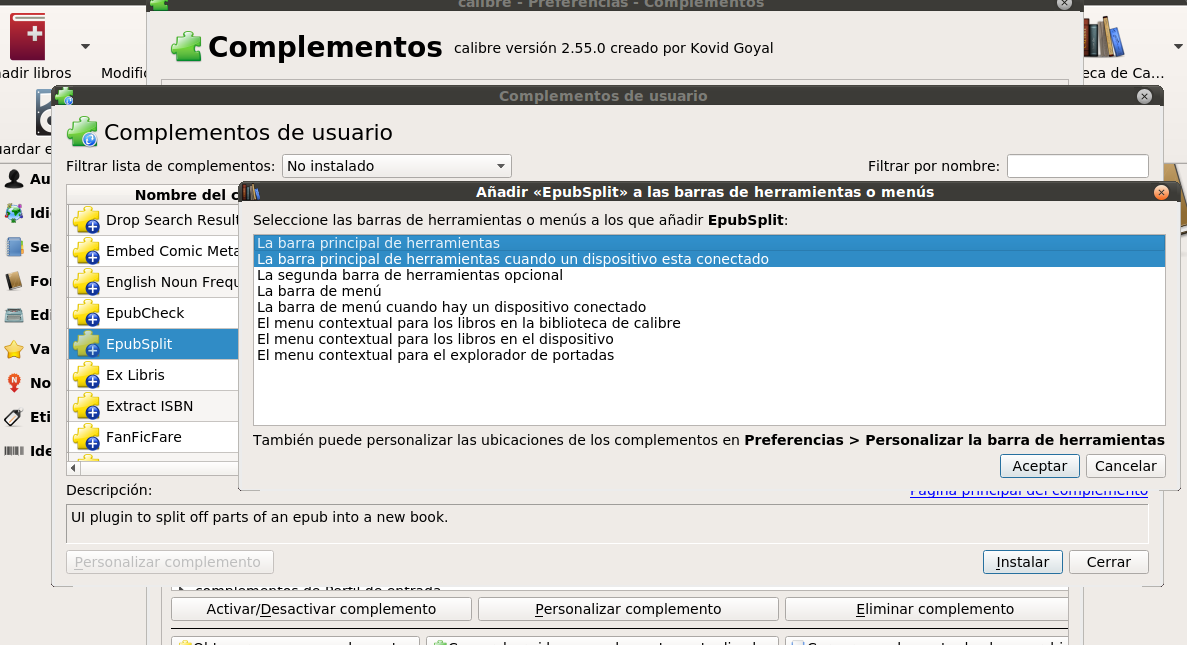 calibre - Preferencias - Complementos
Complementos calibre versión 2.55.0 creado por Kovid Goyal
adir libros
Modific
eca de Ca...
Complementos de usuario
uardar e
Complementos de usuario
Filtrar lista de complementos: No instalado
Filtrar por nombre:
Au
Idi
Ser
For
Edi
Va
No
Eti
Ide
Nombre del c
Drop Search Result
Embed Comic Meta
English Noun Frequ
EpubCheck
EpubSplit
Ex Libris
Extract ISBN
FanFicFare
Añadir «EpubSplit» a las barras de herramientas o menús
Seleccione las barras de herramientas o menús a los que añadir EpubSplit:
La barra principal de herramientas
La barra principal de herramientas cuando un dispositivo esta conectado
La segunda barra de herramientas opcional
La barra de menú
La barra de menú cuando hay un dispositivo conectado
El menu contextual para los libros en la biblioteca de calibre
El menu contextual para los libros en el dispositivo
El menu contextual para el explorador de portadas
También puede personalizar las ubicaciones de los complementos en Preferencias > Personalizar la barra de herramientas
Aceptar
Cancelar
Descripción:
Página principal del complemento
UI plugin to split off parts of an epub into a new book.
Personalizar complemento
Instalar
Cerrar
complementos de Perfil de entrada
Activar/Desactivar complemento
Personalizar complemento
Eliminar complemento